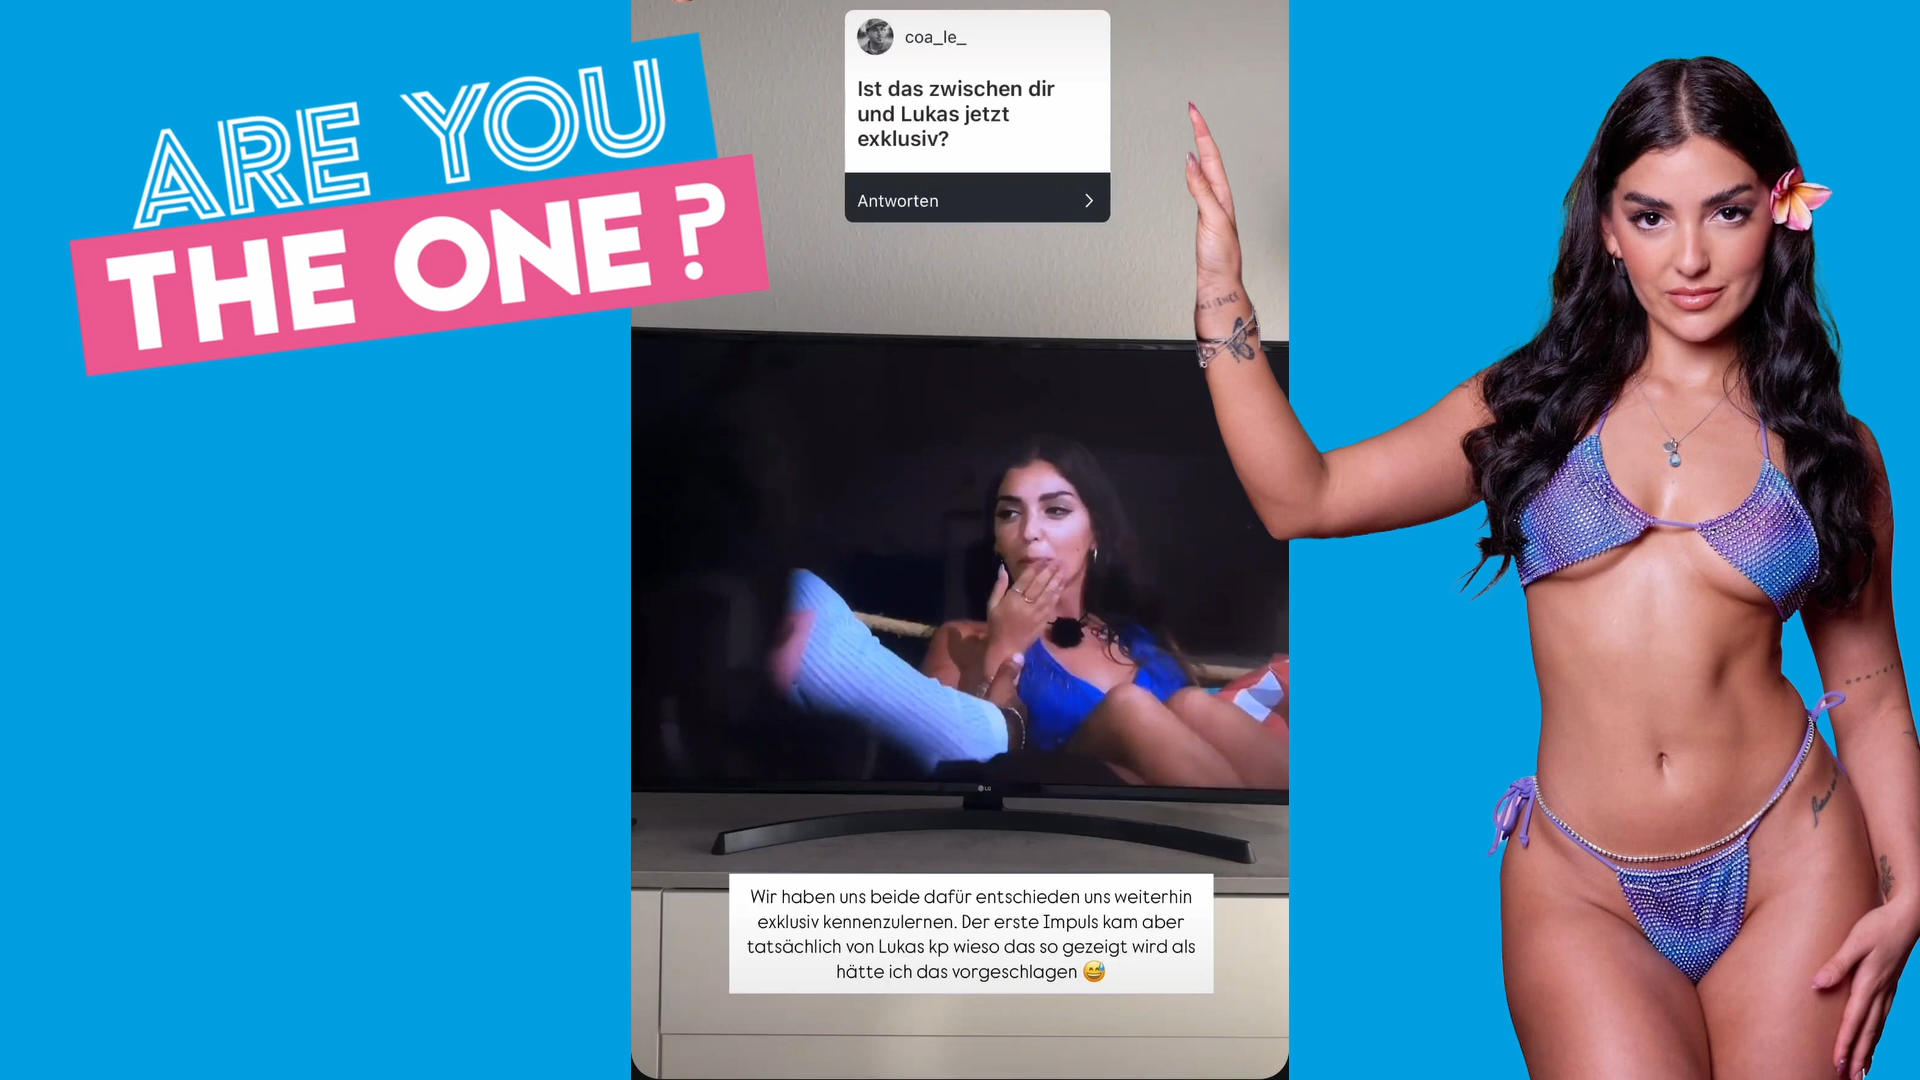 ARE YOU
THE ONE?
coa_le_
Ist das zwischen dir
und Lukas jetzt
exklusiv?
Antworten
LG
Wir haben uns beide dafür entschieden uns weiterhin
exklusiv kennenzulernen. Der erste Impuls kam aber
tatsächlich von Lukas kp wieso das so gezeigt wird als
hätte ich das vorgeschlagen 😅